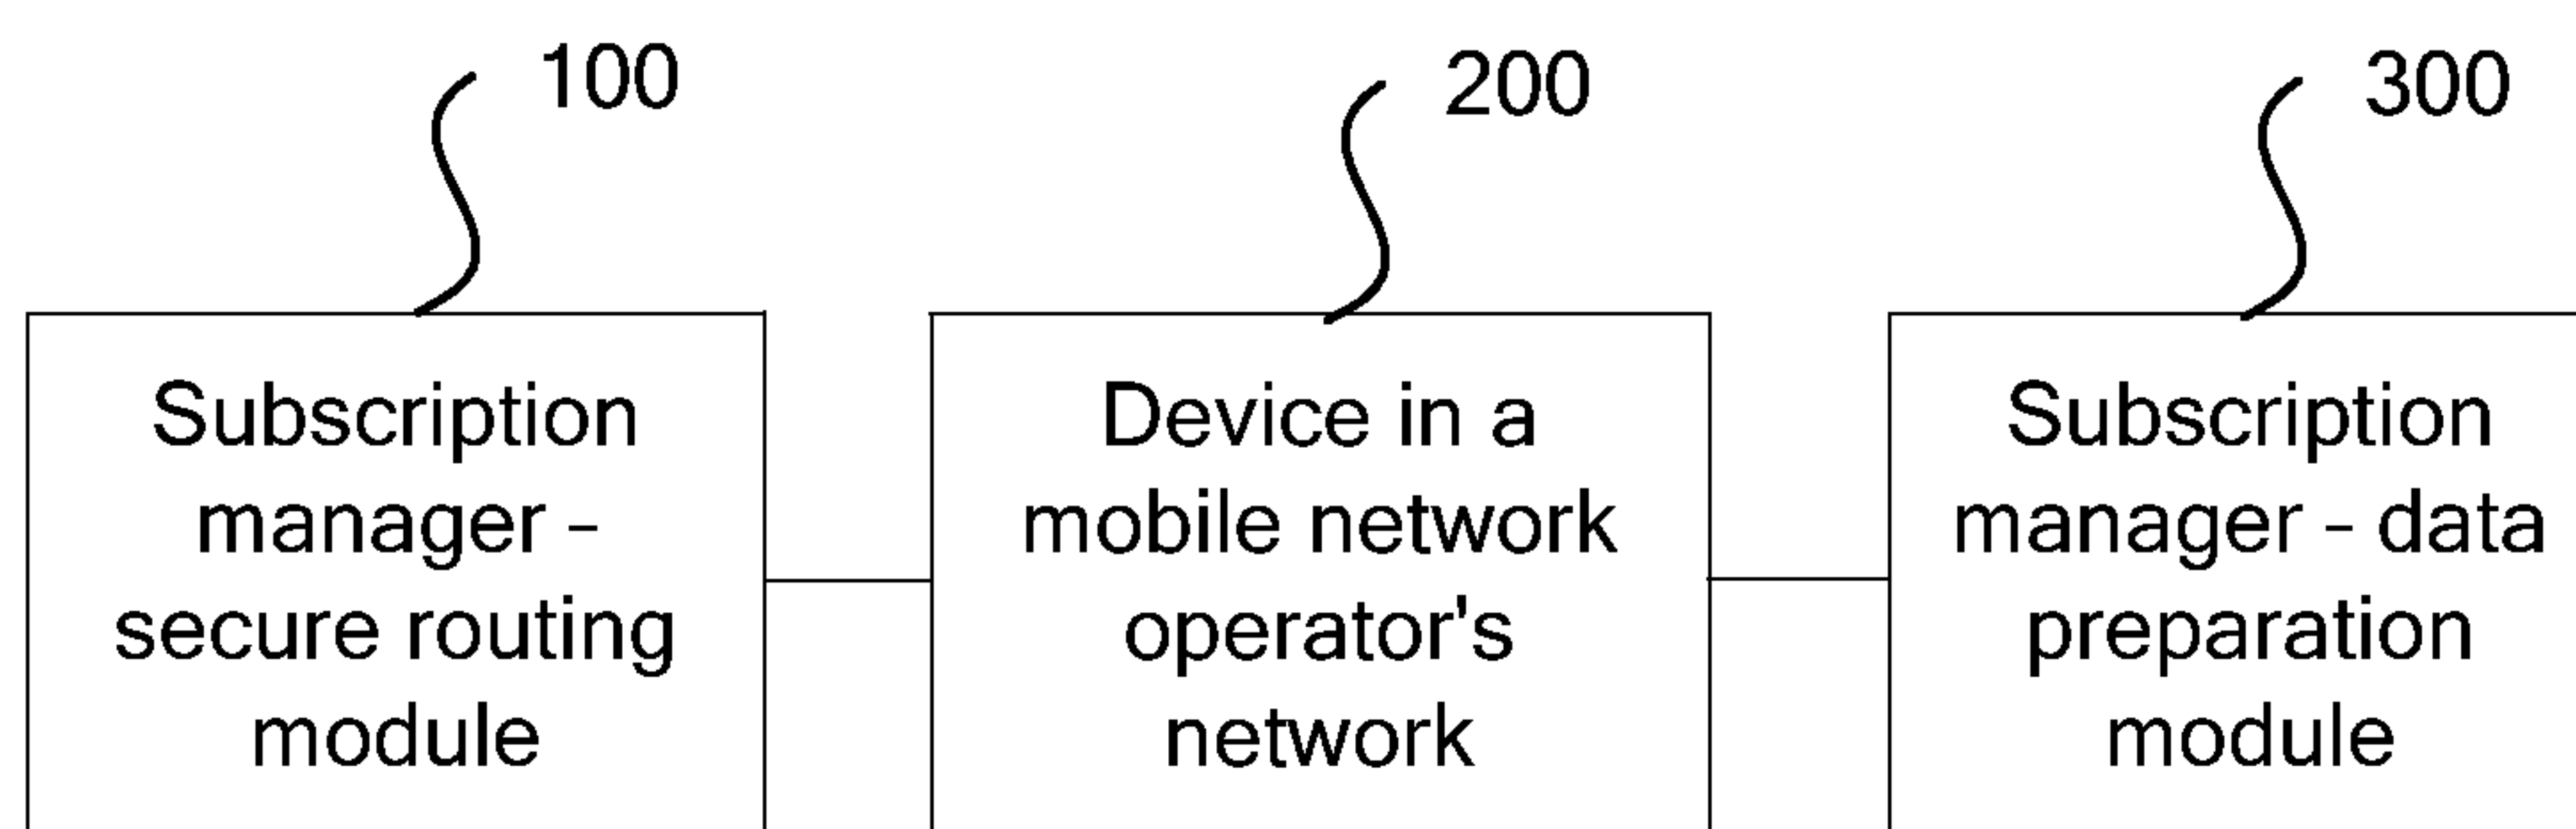 100
200
300
Subscription
manager –
secure routing
module
Device in a
mobile network
operator's
network
Subscription
manager - data
preparation
module